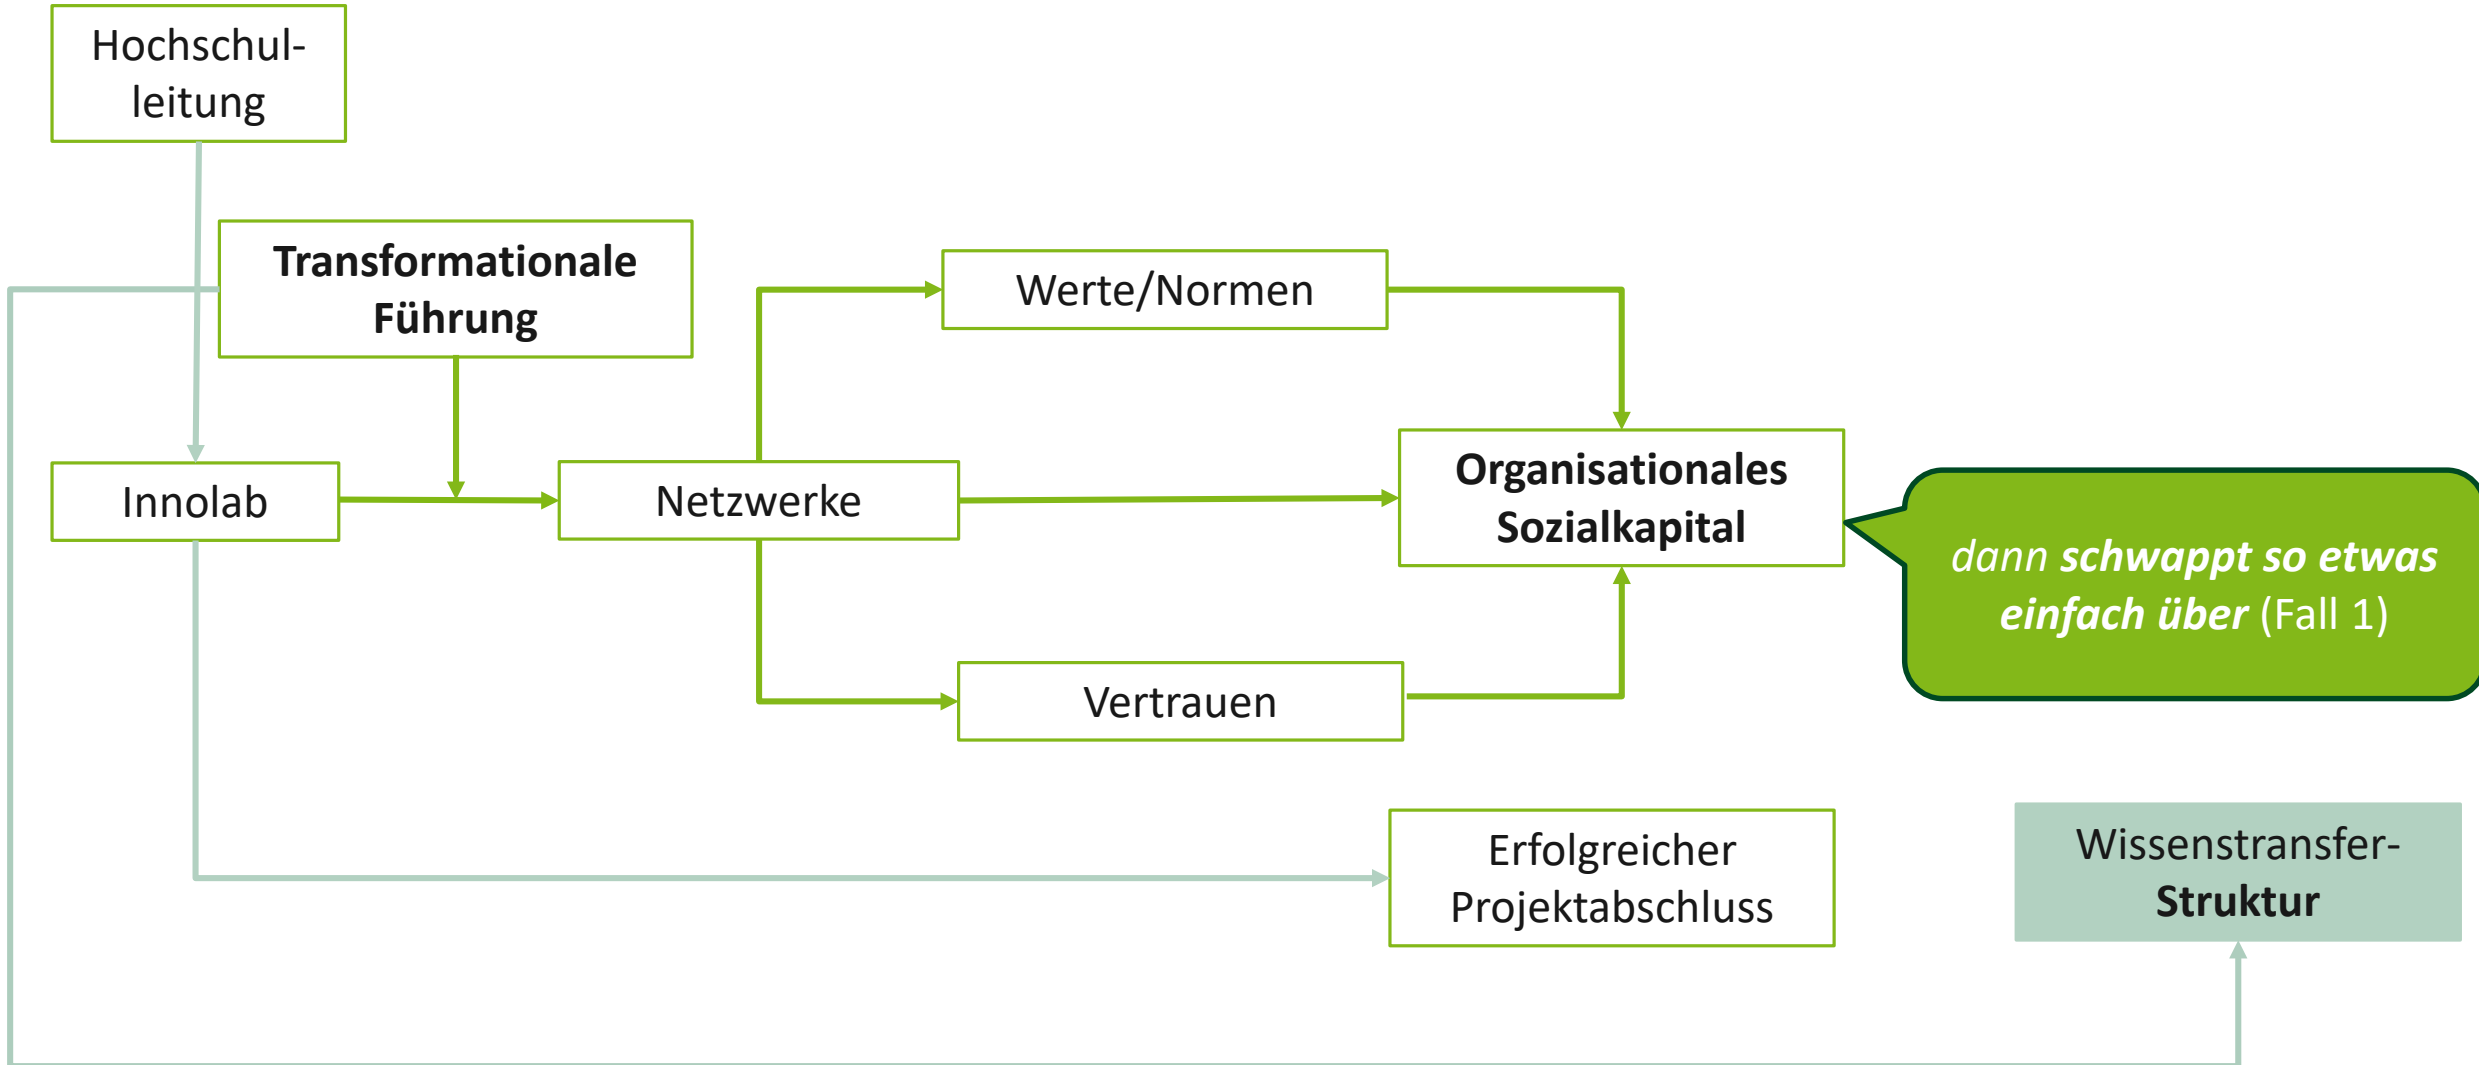 Hochschul-
leitung
Transformationale
Führung
Werte/Normen
Innolab
Netzwerke
Organisationales
Sozialkapital
dann schwappt so etwas
einfach über (Fall 1)
Vertrauen
Erfolgreicher
Projektabschluss
Wissenstransfer-
Struktur